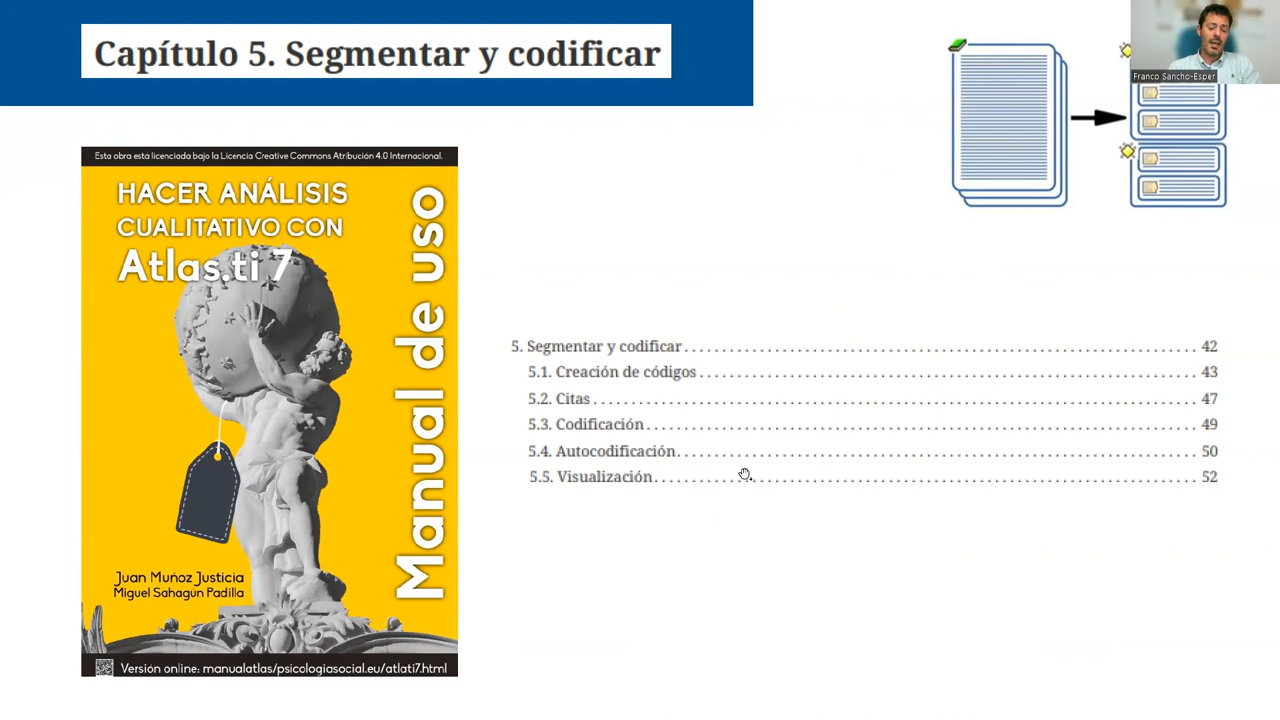 Capítulo 5. Segmentar y codificar
Franco Sancho-Esper
Esta obra está licenciada bajo la Licencia Creative Commons Atribución 4.0 Internacional.
HACER ANÁLISIS
CUALITATIVO CON
Atlas.ti 7
Manual de uso
Juan Muñoz Justicia
Miguel Sahagún Padilla
Versión online: manualatlas/psicologiasocial.eu/atlati7.html
5. Segmentar y codificar 42
5.1. Creación de códigos 43
5.2. Citas 47
5.3. Codificación 49
5.4. Autocodificación 50
5.5. Visualización 52